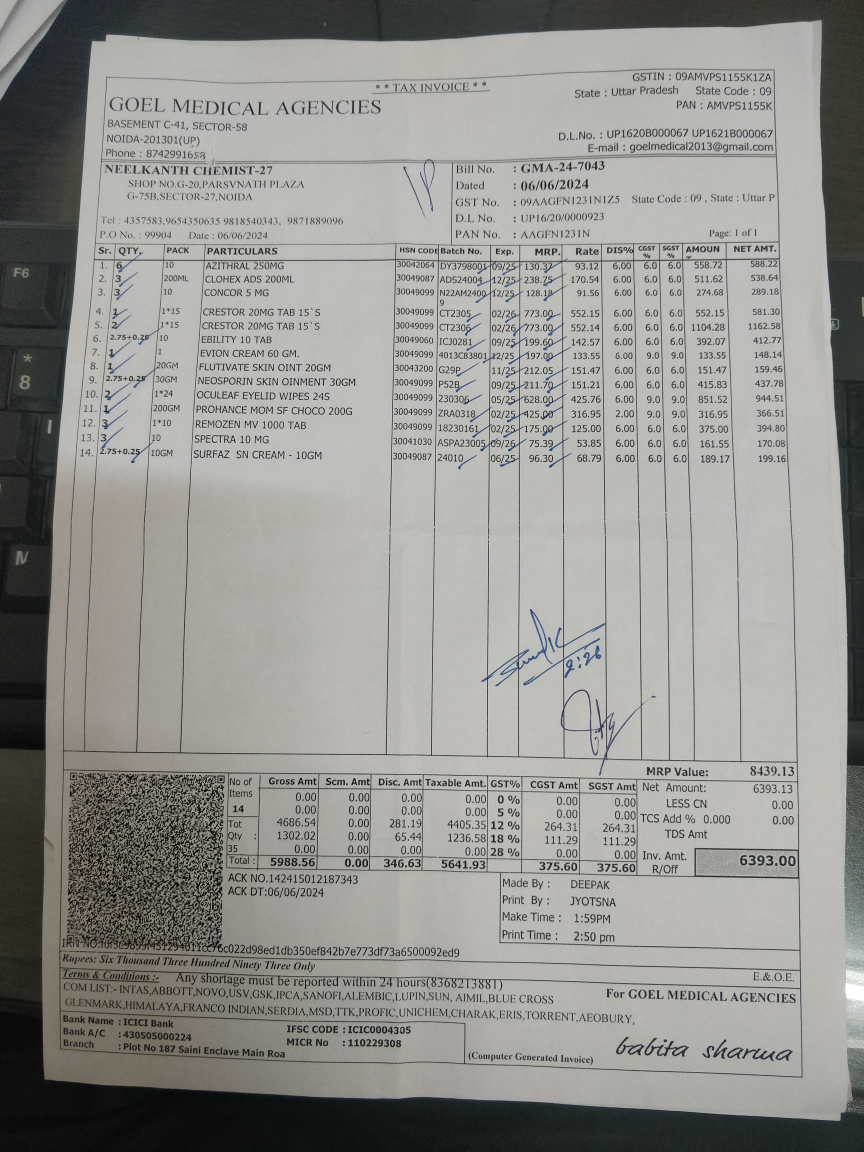 * * TAX INVOICE * *
GSTIN : 09AMVPS1155K1ZA
State : Uttar Pradesh State Code : 09
PAN : AMVPS1155K
GOEL MEDICAL AGENCIES
BASEMENT C-41, SECTOR-58
NOIDA-201301(UP)
Phone : 8742991658
D.L.No. : UP1620B000067 UP1621B000067
E-mail : goelmedical2013@gmail.com
NEELKANTH CHEMIST-27
SHOP NO.G-20,PARSVNATH PLAZA
G-75B,SECTOR-27,NOIDA
Tel : 4357583,9654350635 9818540343, 9871889096
P.O No. : 99904 Date : 06/06/2024
Bill No. : GMA-24-7043
Dated : 06/06/2024
GST No. : 09AAGFN1231N1Z5 State Code : 09 , State : Uttar P
D.L No. : UP16/20/0000923
PAN No. : AAGFN1231N Page: 1 of 1
Sr. QTY. PACK PARTICULARS HSN CODE Batch No. Exp. MRP. Rate DIS% CGST % SGST % AMOUN NET AMT.
1. 6 10 AZITHRAL 250MG 30042064 DY3798001 09/25 130.37 93.12 6.00 6.0 6.0 558.72 588.22
2. 3 200ML CLOHEX ADS 200ML 30049087 ADS24004 12/25 238.75 170.54 6.00 6.0 6.0 511.62 538.64
3. 3 10 CONCOR 5 MG 30049099 N22AM2400 12/25 128.18 91.56 6.00 6.0 6.0 274.68 289.18
9
4. 1 1*15 CRESTOR 20MG TAB 15`S 30049099 CT2305 02/26 773.00 552.15 6.00 6.0 6.0 552.15 581.30
5. 2 1*15 CRESTOR 20MG TAB 15`S 30049099 CT2306 02/26 773.00 552.14 6.00 6.0 6.0 1104.28 1162.58
6. 2.75+0.25 10 EBILITY 10 TAB 30049060 ICJ0281 09/25 199.60 142.57 6.00 6.0 6.0 392.07 412.77
7. 1 1 EVION CREAM 60 GM. 30049099 4013C83801 12/25 197.00 133.55 6.00 9.0 9.0 133.55 148.14
8. 1 20GM FLUTIVATE SKIN OINT 20GM 30043200 G29P 11/25 212.05 151.47 6.00 6.0 6.0 151.47 159.46
9. 2.75+0.25 30GM NEOSPORIN SKIN OINMENT 30GM 30049099 P52B 09/25 211.70 151.21 6.00 6.0 6.0 415.83 437.78
10. 2 1*24 OCULEAF EYELID WIPES 24S 30049099 230306 05/25 628.00 425.76 6.00 9.0 9.0 851.52 944.51
11. 1 200GM PROHANCE MOM SF CHOCO 200G 30049099 ZRA0318 02/25 425.00 316.95 2.00 9.0 9.0 316.95 366.51
12. 3 1*10 REMOZEN MV 1000 TAB 30049099 18230161 02/25 175.00 125.00 6.00 6.0 6.0 375.00 394.80
13. 3 10 SPECTRA 10 MG 30041030 ASPA23005 09/26 75.39 53.85 6.00 6.0 6.0 161.55 170.08
14. 2.75+0.25 10GM SURFAZ SN CREAM - 10GM 30049087 24010 06/25 96.30 68.79 6.00 6.0 6.0 189.17 199.16
2:28
MRP Value: 8439.13
No of Items 14 Tot Qty : 35
Gross Amt Scm. Amt Disc. Amt Taxable Amt. GST% CGST Amt SGST Amt
0.00 0.00 0.00 0.00 0 % 0.00 0.00
0.00 0.00 0.00 0.00 5 % 0.00 0.00
4686.54 0.00 281.19 4405.35 12 % 264.31 264.31
1302.02 0.00 65.44 1236.58 18 % 111.29 111.29
0.00 0.00 0.00 0.00 28 % 0.00 0.00
Total : 5988.56 0.00 346.63 5641.93 375.60 375.60
Net Amount: 6393.13
LESS CN 0.00
TCS Add % 0.000 0.00
TDS Amt
Inv. Amt. 6393.00
R/Off
ACK NO.142415012187343
ACK DT:06/06/2024
Made By : DEEPAK
Print By : JYOTSNA
Make Time : 1:59PM
Print Time : 2:50 pm
c022d98ed1db350ef842b7e773df73a6500092ed9
Rupees: Six Thousand Three Hundred Ninety Three Only
E.&O.E.
Terms & Conditions :- Any shortage must be reported within 24 hours(8368213881)
COM LIST:- INTAS,ABBOTT,NOVO,USV,GSK,IPCA,SANOFI,ALEMBIC,LUPIN,SUN, AIMIL,BLUE CROSS
GLENMARK,HIMALAYA,FRANCO INDIAN,SERDIA,MSD,TTK,PROFIC,UNICHEM,CHARAK,ERIS,TORRENT,AEOBURY,
For GOEL MEDICAL AGENCIES
Bank Name : ICICI Bank
Bank A/C : 430505000224
Branch : Plot No 187 Saini Enclave Main Roa
IFSC CODE : ICIC0004305
MICR No : 110229308
(Computer Generated Invoice)
babita sharma
F6
*
8
I
N